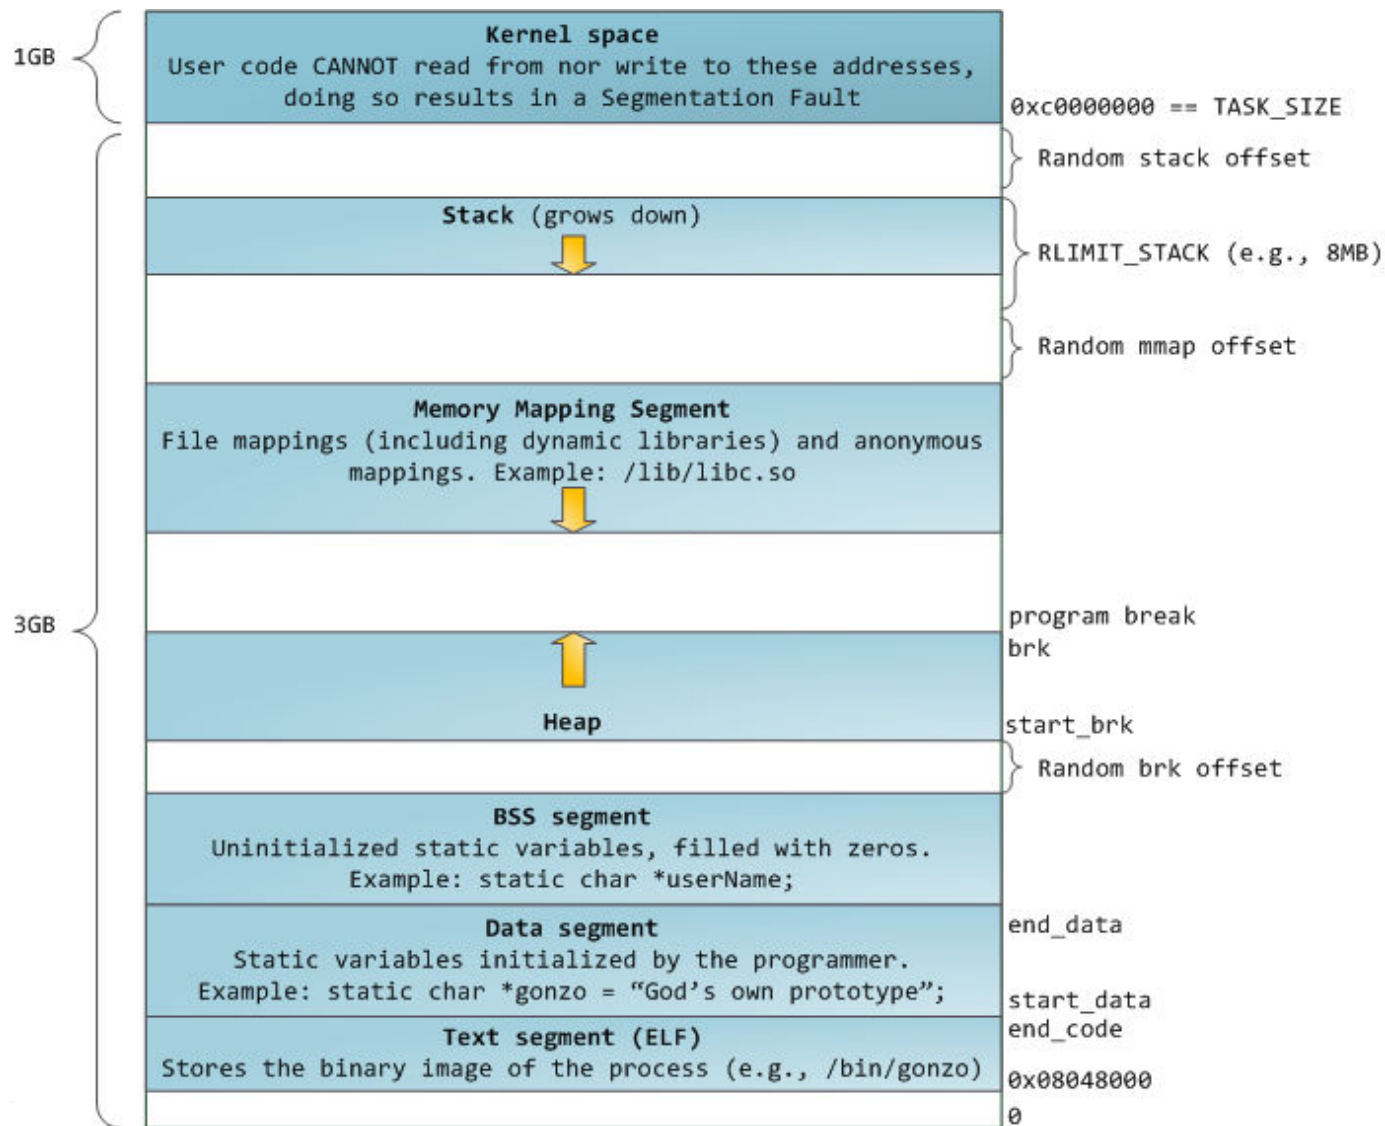 1GB
Kernel space
User code CANNOT read from nor write to these addresses,
doing so results in a Segmentation Fault
0xc0000000 == TASK_SIZE
Random stack offset
Stack (grows down)
RLIMIT_STACK (e.g., 8MB)
Random mmap offset
Memory Mapping Segment
File mappings (including dynamic libraries) and anonymous
mappings. Example: /lib/libc.so
3GB
program break
brk
Heap
start_brk
Random brk offset
BSS segment
Uninitialized static variables, filled with zeros.
Example: static char *userName;
Data segment
Static variables initialized by the programmer.
Example: static char *gonzo = “God’s own prototype”;
end_data
start_data
end_code
Text segment (ELF)
Stores the binary image of the process (e.g., /bin/gonzo)
0x08048000
0